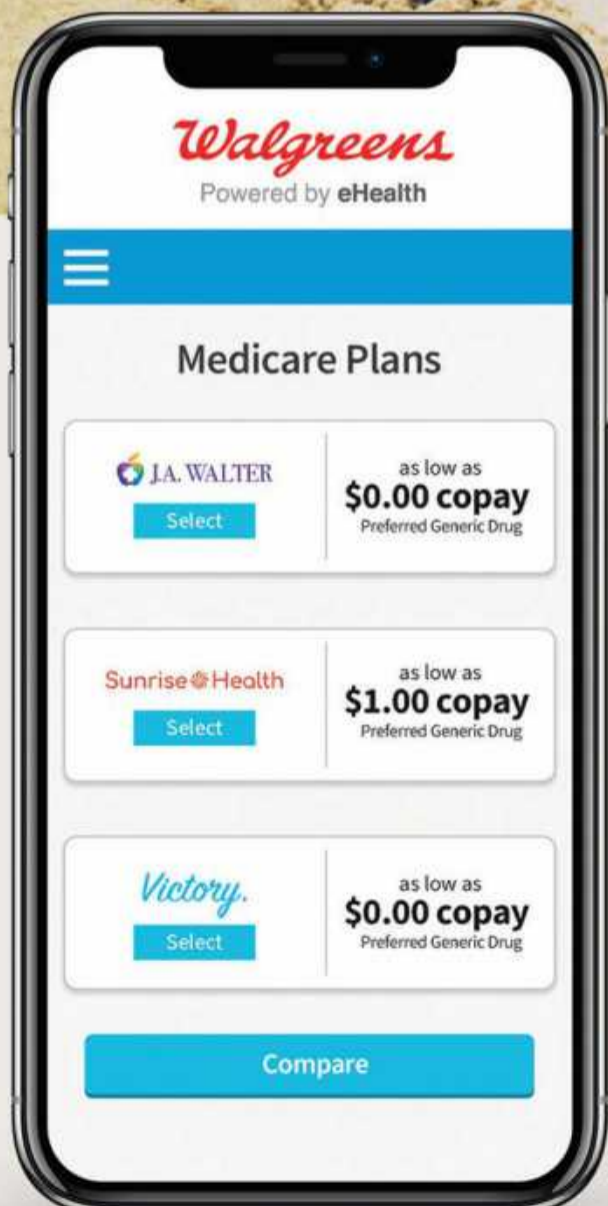 Walgreens
Powered by eHealth
Medicare Plans
J.A. WALTER
Select
as low as
$0.00 copay
Preferred Generic Drug
Sunrise Health
Select
as low as
$1.00 copay
Preferred Generic Drug
Victory.
Select
as low as
$0.00 copay
Preferred Generic Drug
Compare